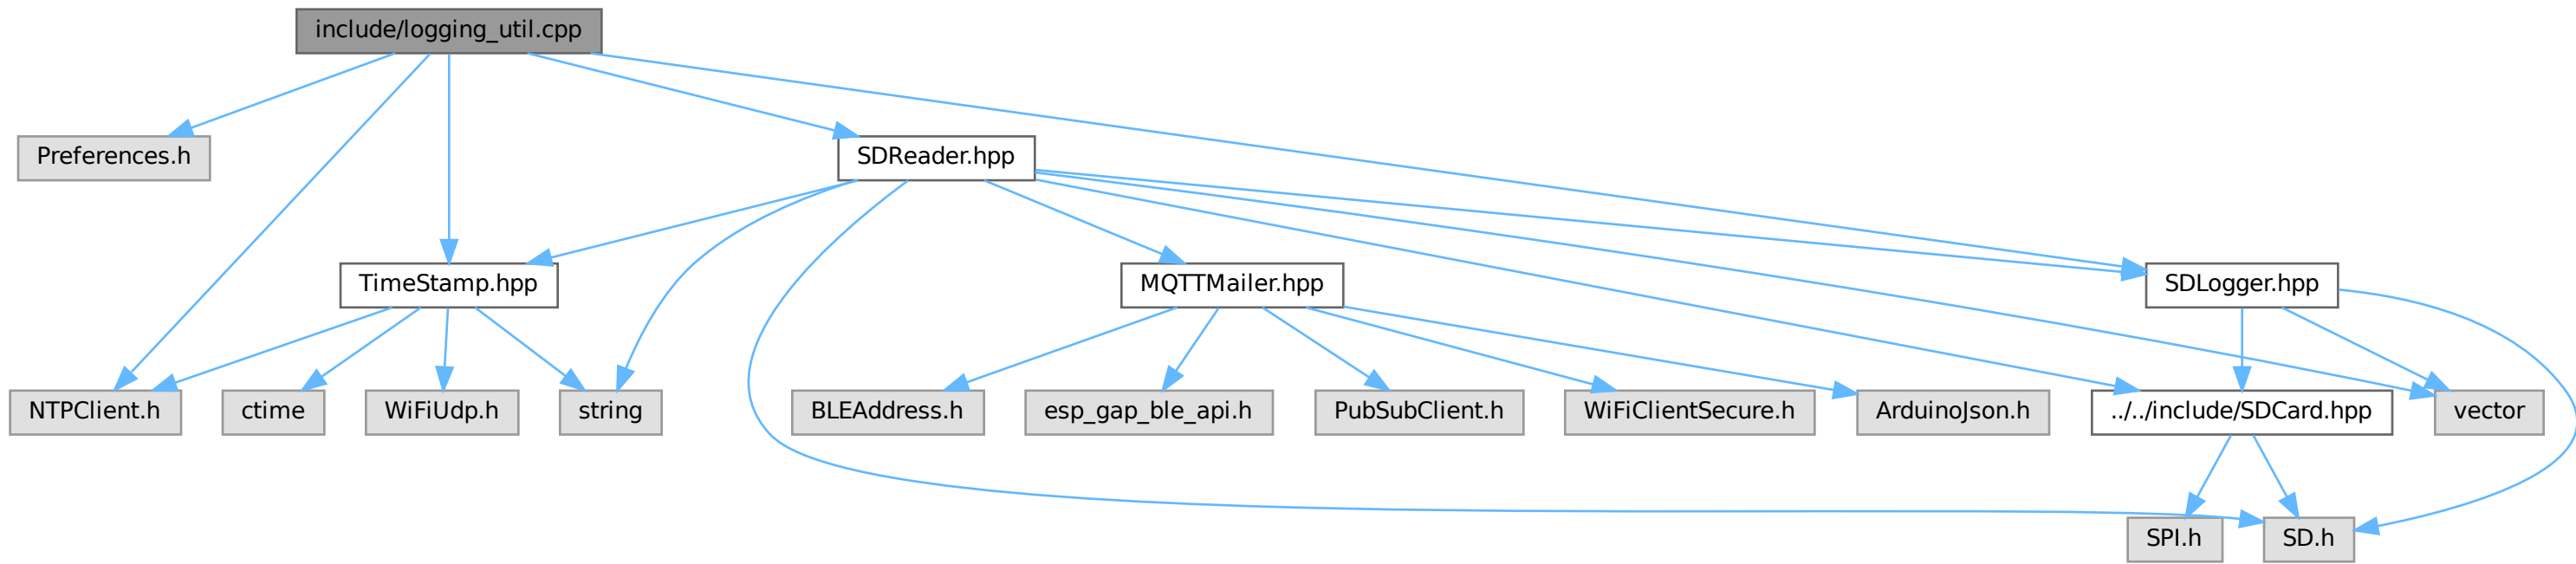 include/logging_util.cpp
Preferences.h
SDReader.hpp
TimeStamp.hpp
MQTTMailer.hpp
SDLogger.hpp
NTPClient.h
ctime
WiFiUdp.h
string
BLEAddress.h
esp_gap_ble_api.h
PubSubClient.h
WiFiClientSecure.h
ArduinoJson.h
../../include/SDCard.hpp
vector
SPI.h
SD.h